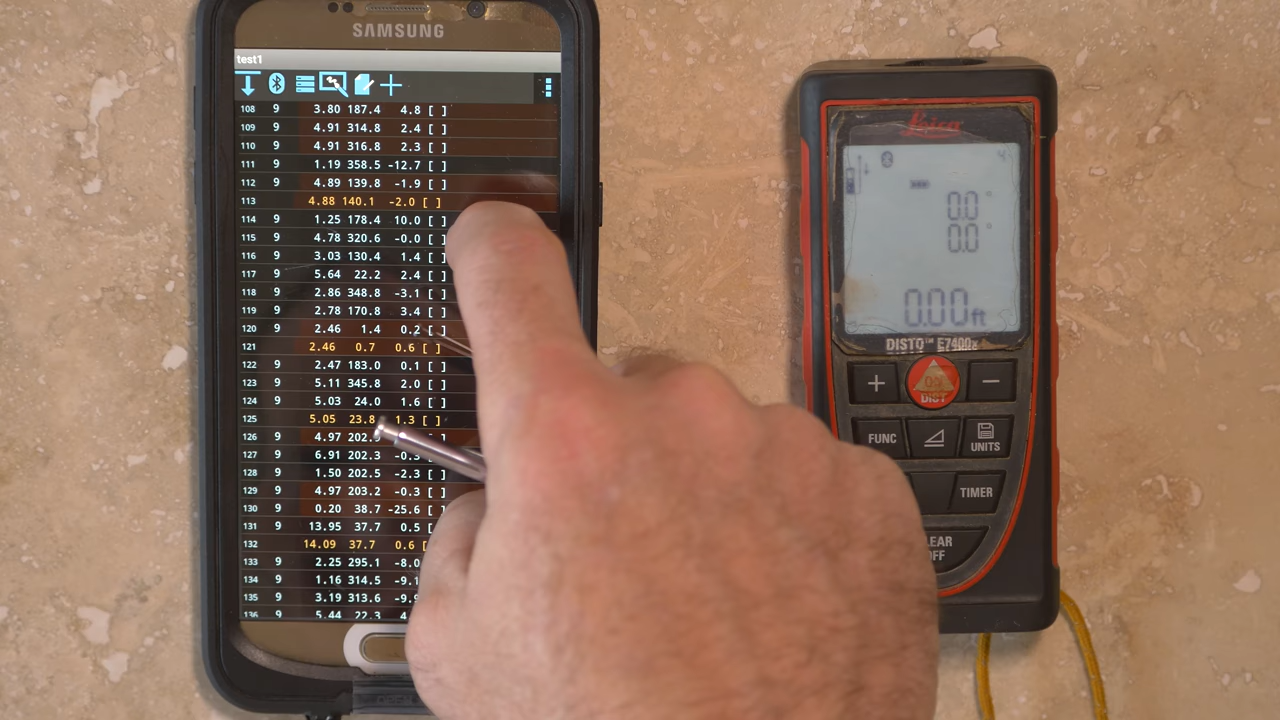 SAMSUNG
test1
108 9 3.80 187.4 4.8 [ ]
109 9 4.91 314.8 2.4 [ ]
110 9 4.91 316.8 2.3 [ ]
111 9 1.19 358.5 -12.7 [ ]
112 9 4.89 139.8 -1.9 [ ]
113 4.88 140.1 -2.0 [ ]
114 9 1.25 178.4 10.0 [ ]
115 9 4.78 320.6 -0.0 [ ]
116 9 3.03 130.4 1.4 [ ]
117 9 5.64 22.2 2.4 [ ]
118 9 2.86 348.8 -3.1 [ ]
119 9 2.78 170.8 3.4 [ ]
120 9 2.46 1.4 0.2 [ ]
121 2.46 0.7 0.6 [ ]
122 9 2.47 183.0 0.1 [ ]
123 9 5.11 345.8 2.0 [ ]
124 9 5.03 24.0 1.6 [ ]
125 5.05 23.8 1.3 [ ]
126 9 4.97
127 9 6.91 202.3
128 9 1.50 202.5 -2.3 [ ]
129 9 4.97 203.2 -0.3 [ ]
130 9 0.20 38.7 -25.6 [ ]
131 9 13.95 37.7 0.5 [
132 14.09 37.7 0.6 [
133 9 2.25 295.1 -8.0
134 9 1.16 314.5 -9.1
135 9 3.19 313.6
136 9 5.44 22.3
Leica
0.0°
0.0°
0.00 ft
DISTO™ E7400x
+ DIST −
FUNC UNITS
TIMER